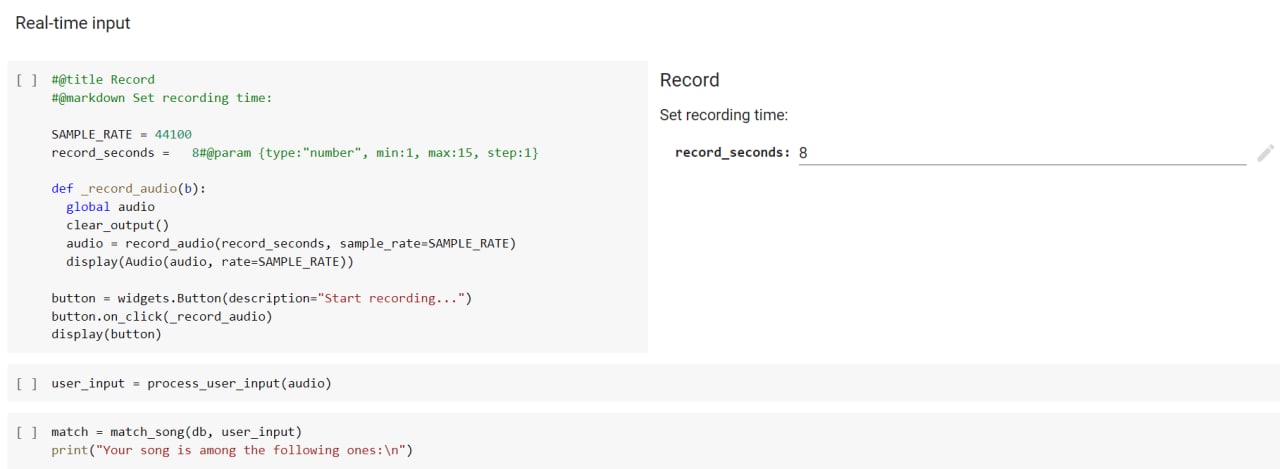 Real-time input
[ ] #@title Record
#@markdown Set recording time:
SAMPLE_RATE = 44100
record_seconds =   8#@param {type:"number", min:1, max:15, step:1}
def _record_audio(b):
  global audio
  clear_output()
  audio = record_audio(record_seconds, sample_rate=SAMPLE_RATE)
  display(Audio(audio, rate=SAMPLE_RATE))
button = widgets.Button(description="Start recording...")
button.on_click(_record_audio)
display(button)
Record
Set recording time:
record_seconds: 8
[ ] user_input = process_user_input(audio)
[ ] match = match_song(db, user_input)
print("Your song is among the following ones:\n")